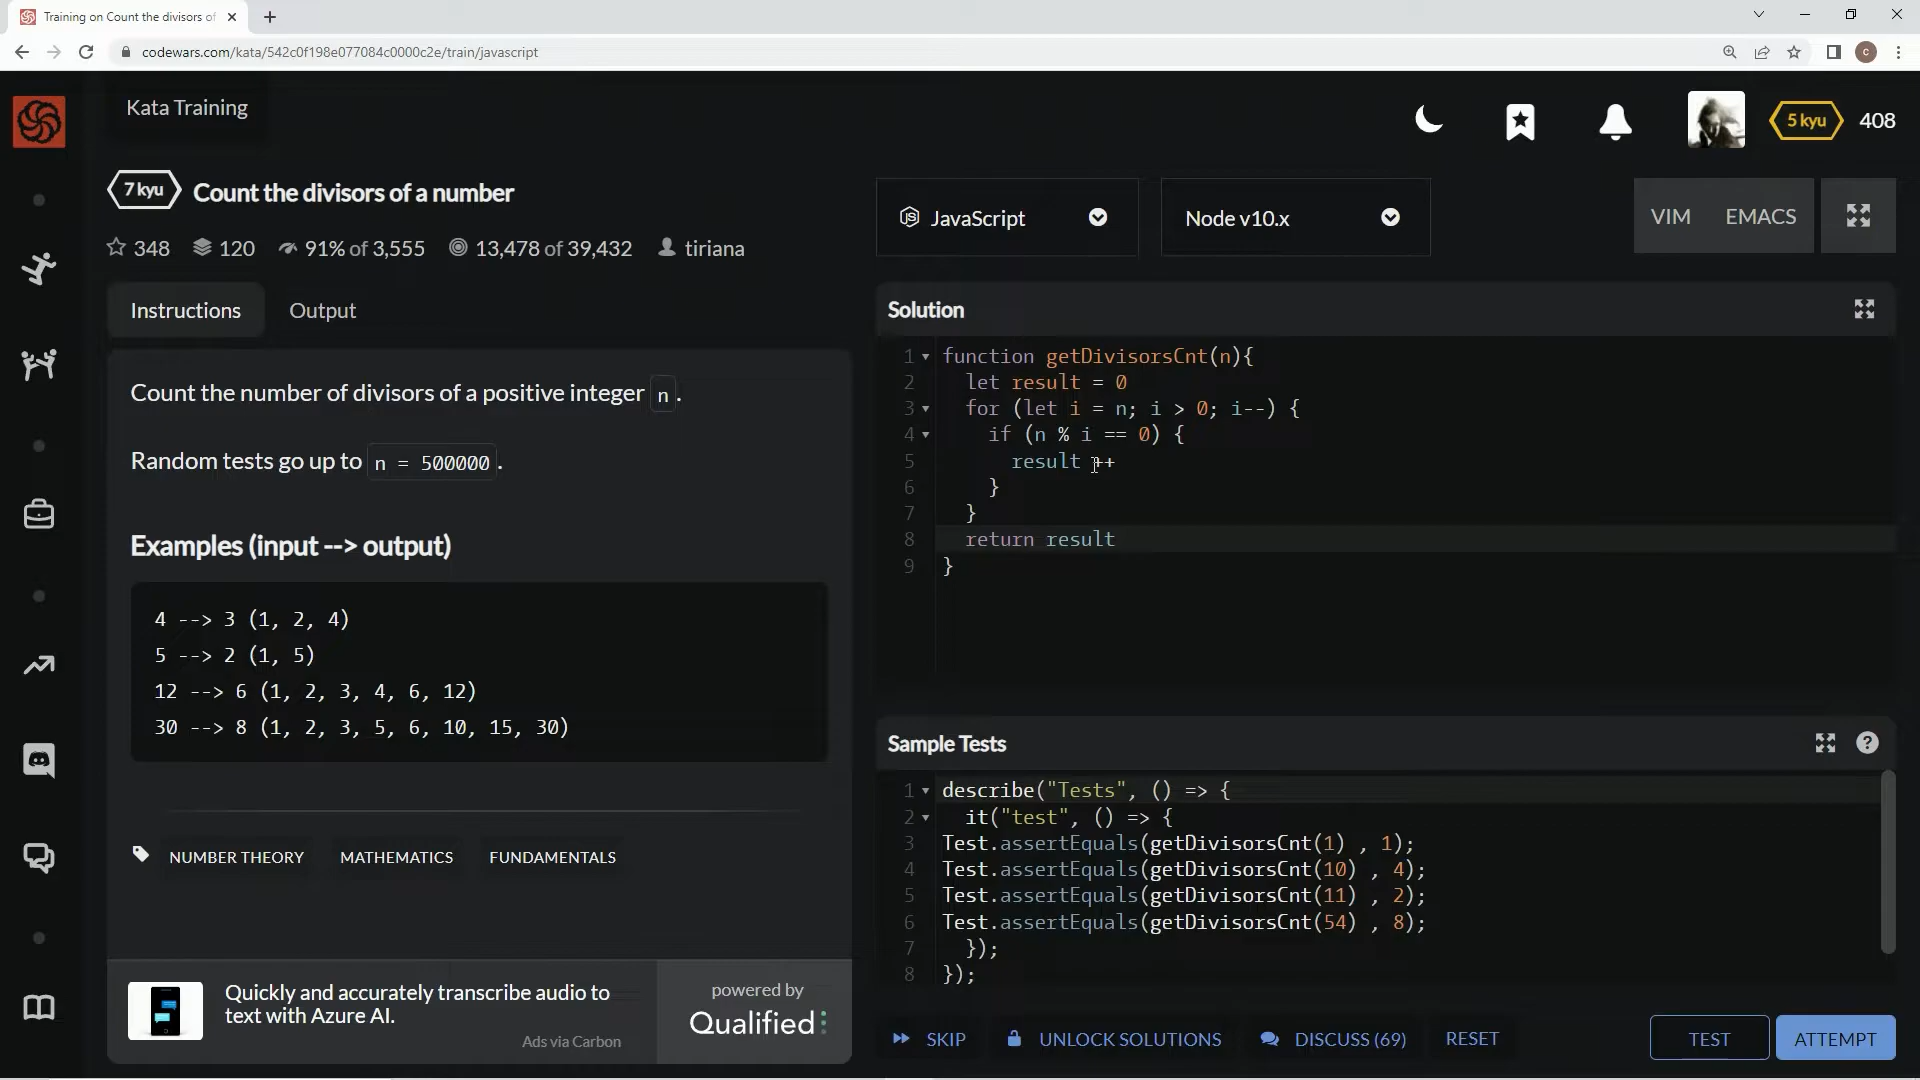 Training on Count the divisors of
codewars.com/kata/542c0f198e077084c0000c2e/train/javascript
C
Kata Training
5 kyu
408
7 kyu
Count the divisors of a number
348
120
91% of 3,555
13,478 of 39,432
tiriana
JavaScript
Node v10.x
VIM
EMACS
Instructions
Output
Count the number of divisors of a positive integer n.
Random tests go up to n = 500000.
Examples (input --> output)
4 --> 3 (1, 2, 4)
5 --> 2 (1, 5)
12 --> 6 (1, 2, 3, 4, 6, 12)
30 --> 8 (1, 2, 3, 5, 6, 10, 15, 30)
NUMBER THEORY
MATHEMATICS
FUNDAMENTALS
Quickly and accurately transcribe audio to
text with Azure AI.
Ads via Carbon
powered by
Qualified
Solution
1 function getDivisorsCnt(n){
2 let result = 0
3 for (let i = n; i > 0; i--) {
4 if (n % i == 0) {
5 result ++
6 }
7 }
8 return result
9 }
Sample Tests
?
1 describe("Tests", () => {
2 it("test", () => {
3 Test.assertEquals(getDivisorsCnt(1) , 1);
4 Test.assertEquals(getDivisorsCnt(10) , 4);
5 Test.assertEquals(getDivisorsCnt(11) , 2);
6 Test.assertEquals(getDivisorsCnt(54) , 8);
7 });
8 });
SKIP
UNLOCK SOLUTIONS
DISCUSS (69)
RESET
TEST
ATTEMPT